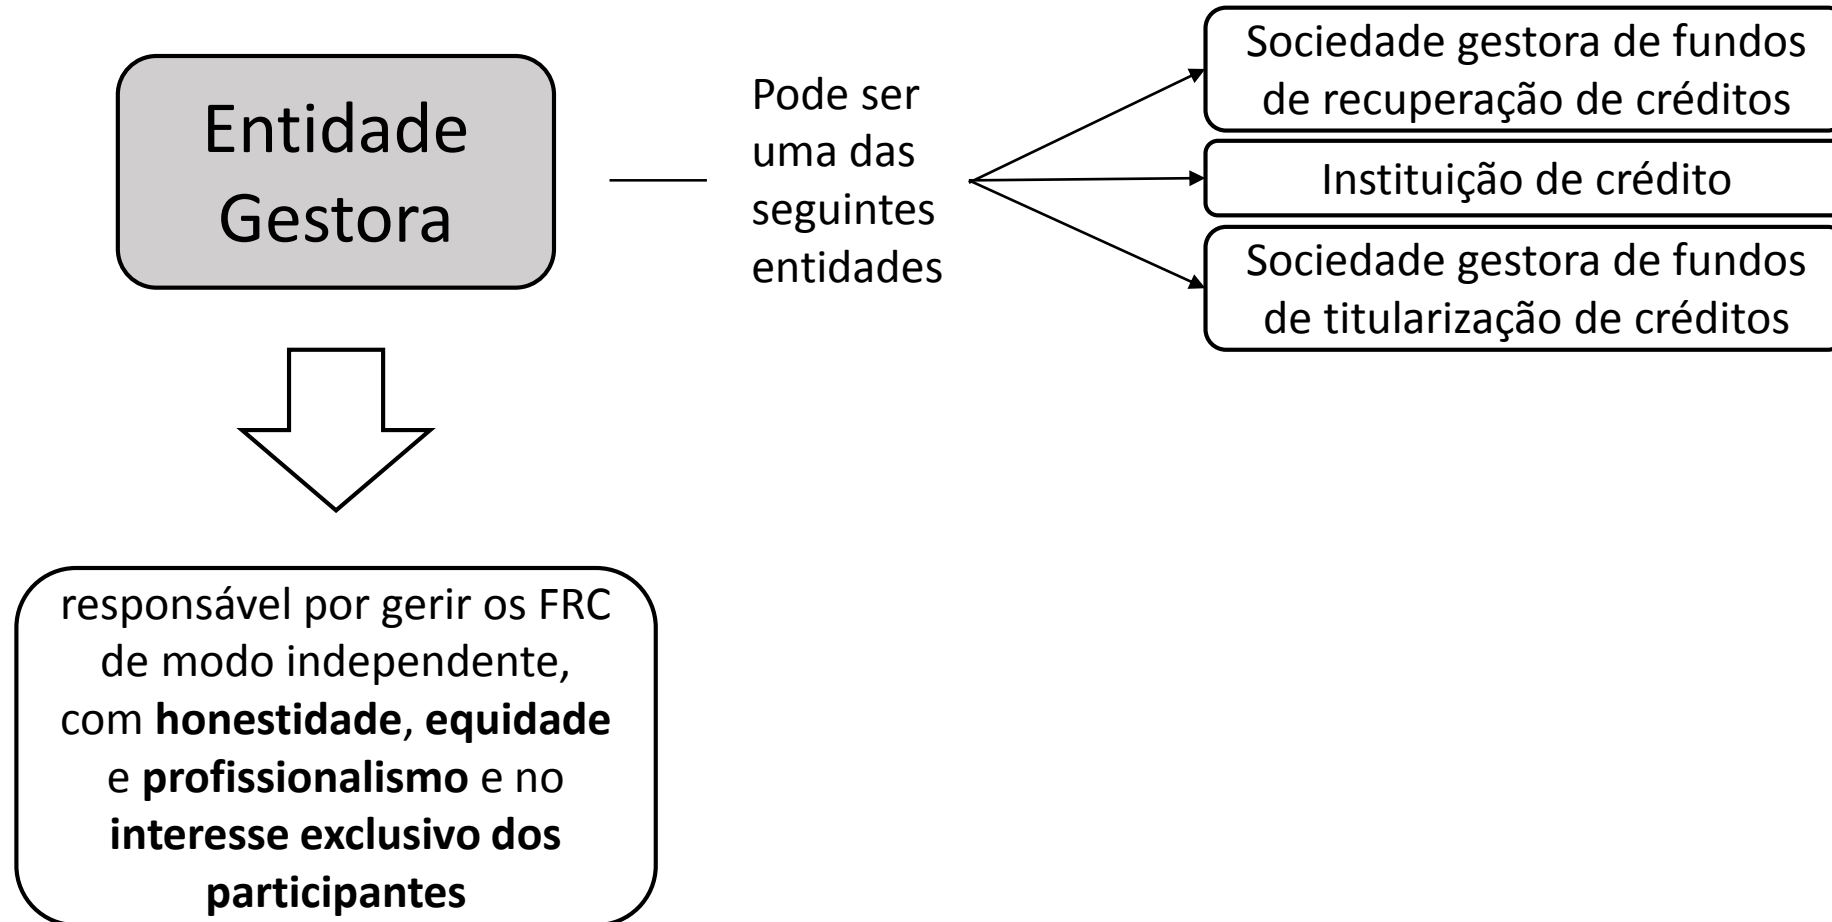 Entidade
Gestora
Pode ser
uma das
seguintes
entidades
Sociedade gestora de fundos
de recuperação de créditos
Instituição de crédito
Sociedade gestora de fundos
de titularização de créditos
responsável por gerir os FRC
de modo independente,
com honestidade, equidade
e profissionalismo e no
interesse exclusivo dos
participantes